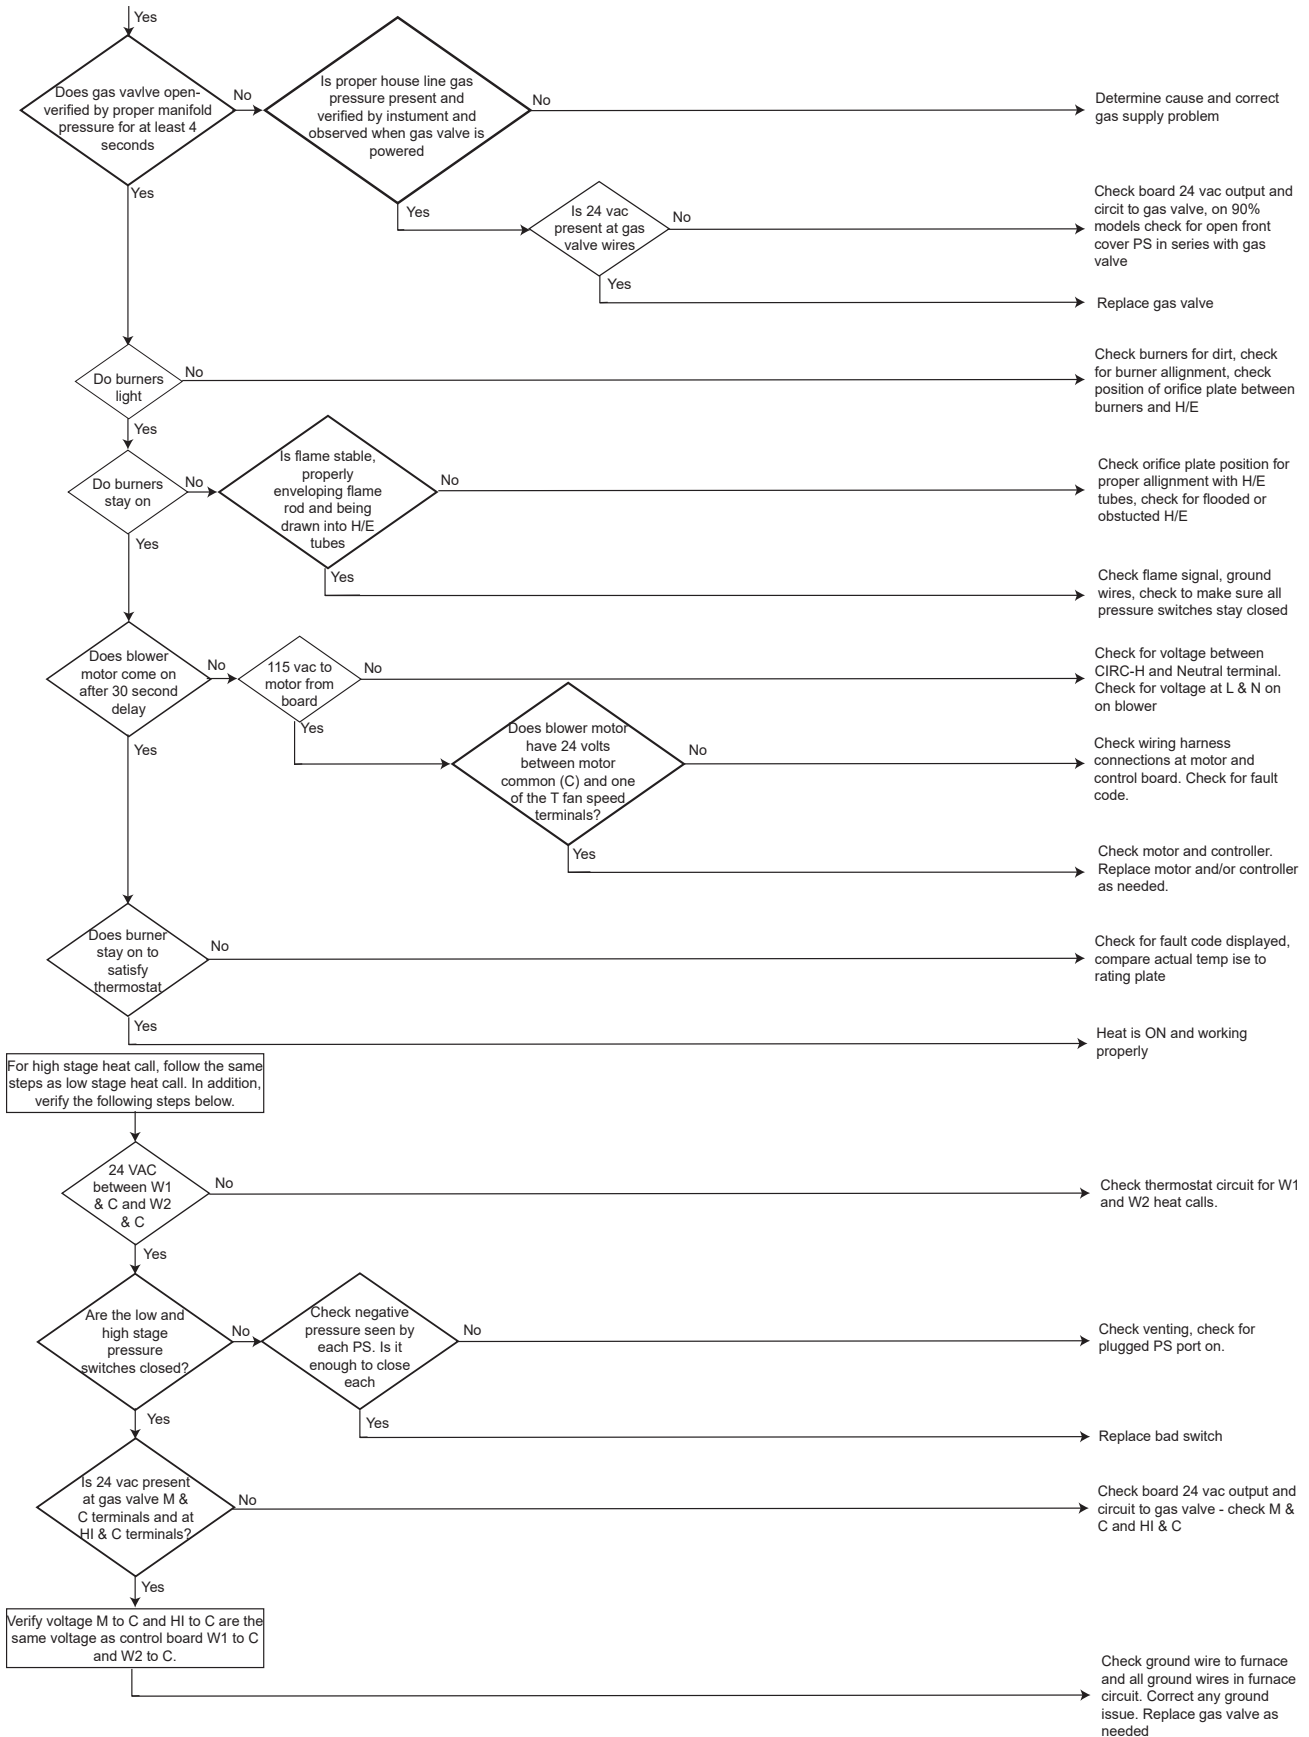 Yes
Does gas vavlve open-
verified by proper manifold
pressure for at least 4
seconds
No
Is proper house line gas
pressure present and
verified by instument and
observed when gas valve is
powered
No
Determine cause and correct
gas supply problem
Yes
Yes
Is 24 vac
present at gas
valve wires
No
Check board 24 vac output and
circit to gas valve, on 90%
models check for open front
cover PS in series with gas
valve
Yes
Replace gas valve
Do burners
light
No
Check burners for dirt, check
for burner allignment, check
position of orifice plate between
burners and H/E
Yes
Do burners
stay on
No
Is flame stable,
properly
enveloping flame
rod and being
drawn into H/E
tubes
No
Check orifice plate position for
proper allignment with H/E
tubes, check for flooded or
obstucted H/E
Yes
Yes
Check flame signal, ground
wires, check to make sure all
pressure switches stay closed
Does blower
motor come on
after 30 second
delay
No
115 vac to
motor from
board
No
Check for voltage between
CIRC-H and Neutral terminal.
Check for voltage at L & N on
on blower
Yes
Yes
Does blower motor
have 24 volts
between motor
common (C) and one
of the T fan speed
terminals?
No
Check wiring harness
connections at motor and
control board. Check for fault
code.
Yes
Check motor and controller.
Replace motor and/or controller
as needed.
Does burner
stay on to
satisfy
thermostat
No
Check for fault code displayed,
compare actual temp ise to
rating plate
Yes
Heat is ON and working
properly
For high stage heat call, follow the same
steps as low stage heat call. In addition,
verify the following steps below.
24 VAC
between W1
& C and W2
& C
No
Check thermostat circuit for W1
and W2 heat calls.
Yes
Are the low and
high stage
pressure
switches closed?
No
Check negative
pressure seen by
each PS. Is it
enough to close
each
No
Check venting, check for
plugged PS port on.
Yes
Yes
Replace bad switch
Is 24 vac present
at gas valve M &
C terminals and at
HI & C terminals?
No
Check board 24 vac output and
circuit to gas valve - check M &
C and HI & C
Yes
Verify voltage M to C and HI to C are the
same voltage as control board W1 to C
and W2 to C.
Check ground wire to furnace
and all ground wires in furnace
circuit. Correct any ground
issue. Replace gas valve as
needed